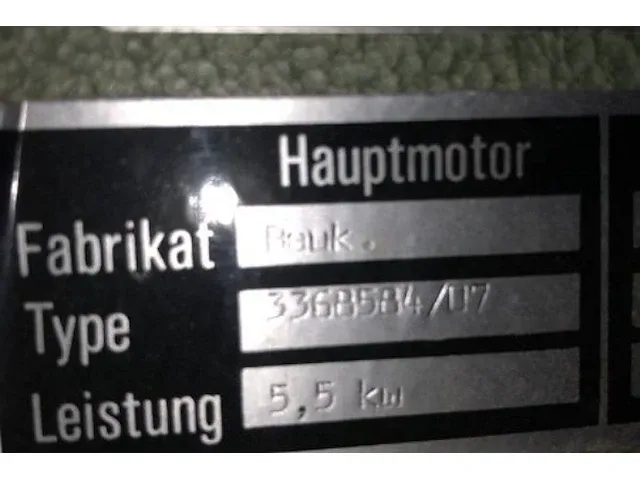 Hauptmotor
Fabrikat Bauk.
Type 3368584/07
Leistung 5,5 kw